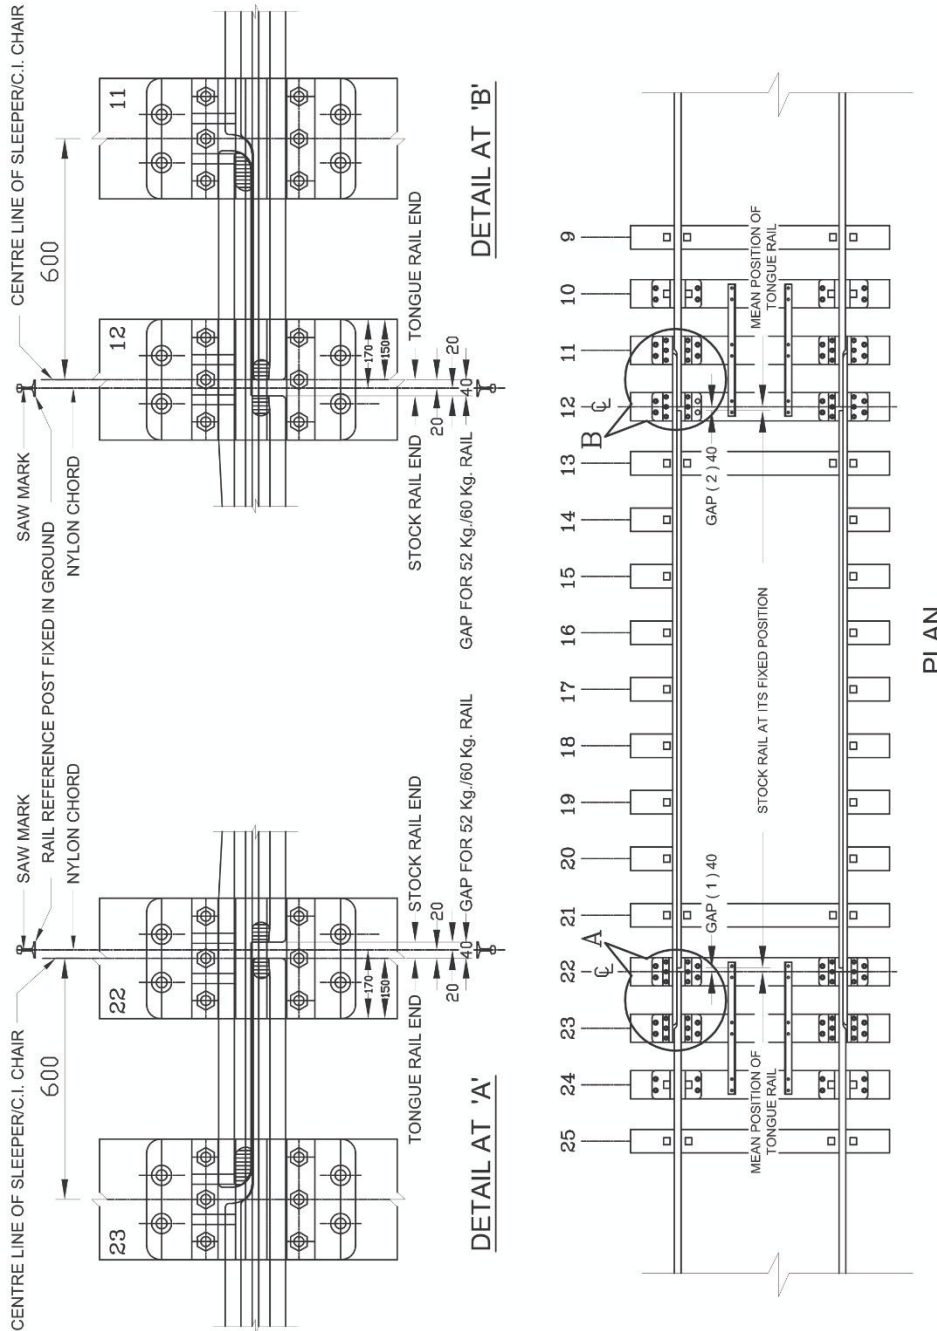 CENTRE LINE OF SLEEPER/C.I. CHAIR
SAW MARK
RAIL REFERENCE POST FIXED IN GROUND
NYLON CHORD
600
23
22
170
150
TONGUE RAIL END
STOCK RAIL END
20
20
40
GAP FOR 52 Kg./60 Kg. RAIL
DETAIL AT 'A'
CENTRE LINE OF SLEEPER/C.I. CHAIR
SAW MARK
NYLON CHORD
600
12
11
170
150
STOCK RAIL END
TONGUE RAIL END
20
20
40
GAP FOR 52 Kg./60 Kg. RAIL
DETAIL AT 'B'
25
24
23
22
21
20
19
18
17
16
15
14
13
12
11
10
9
A
B
℄
℄
GAP ( 1 ) 40
GAP ( 2 ) 40
MEAN POSITION OF
TONGUE RAIL
STOCK RAIL AT ITS FIXED POSITION
MEAN POSITION OF
TONGUE RAIL
PLAN